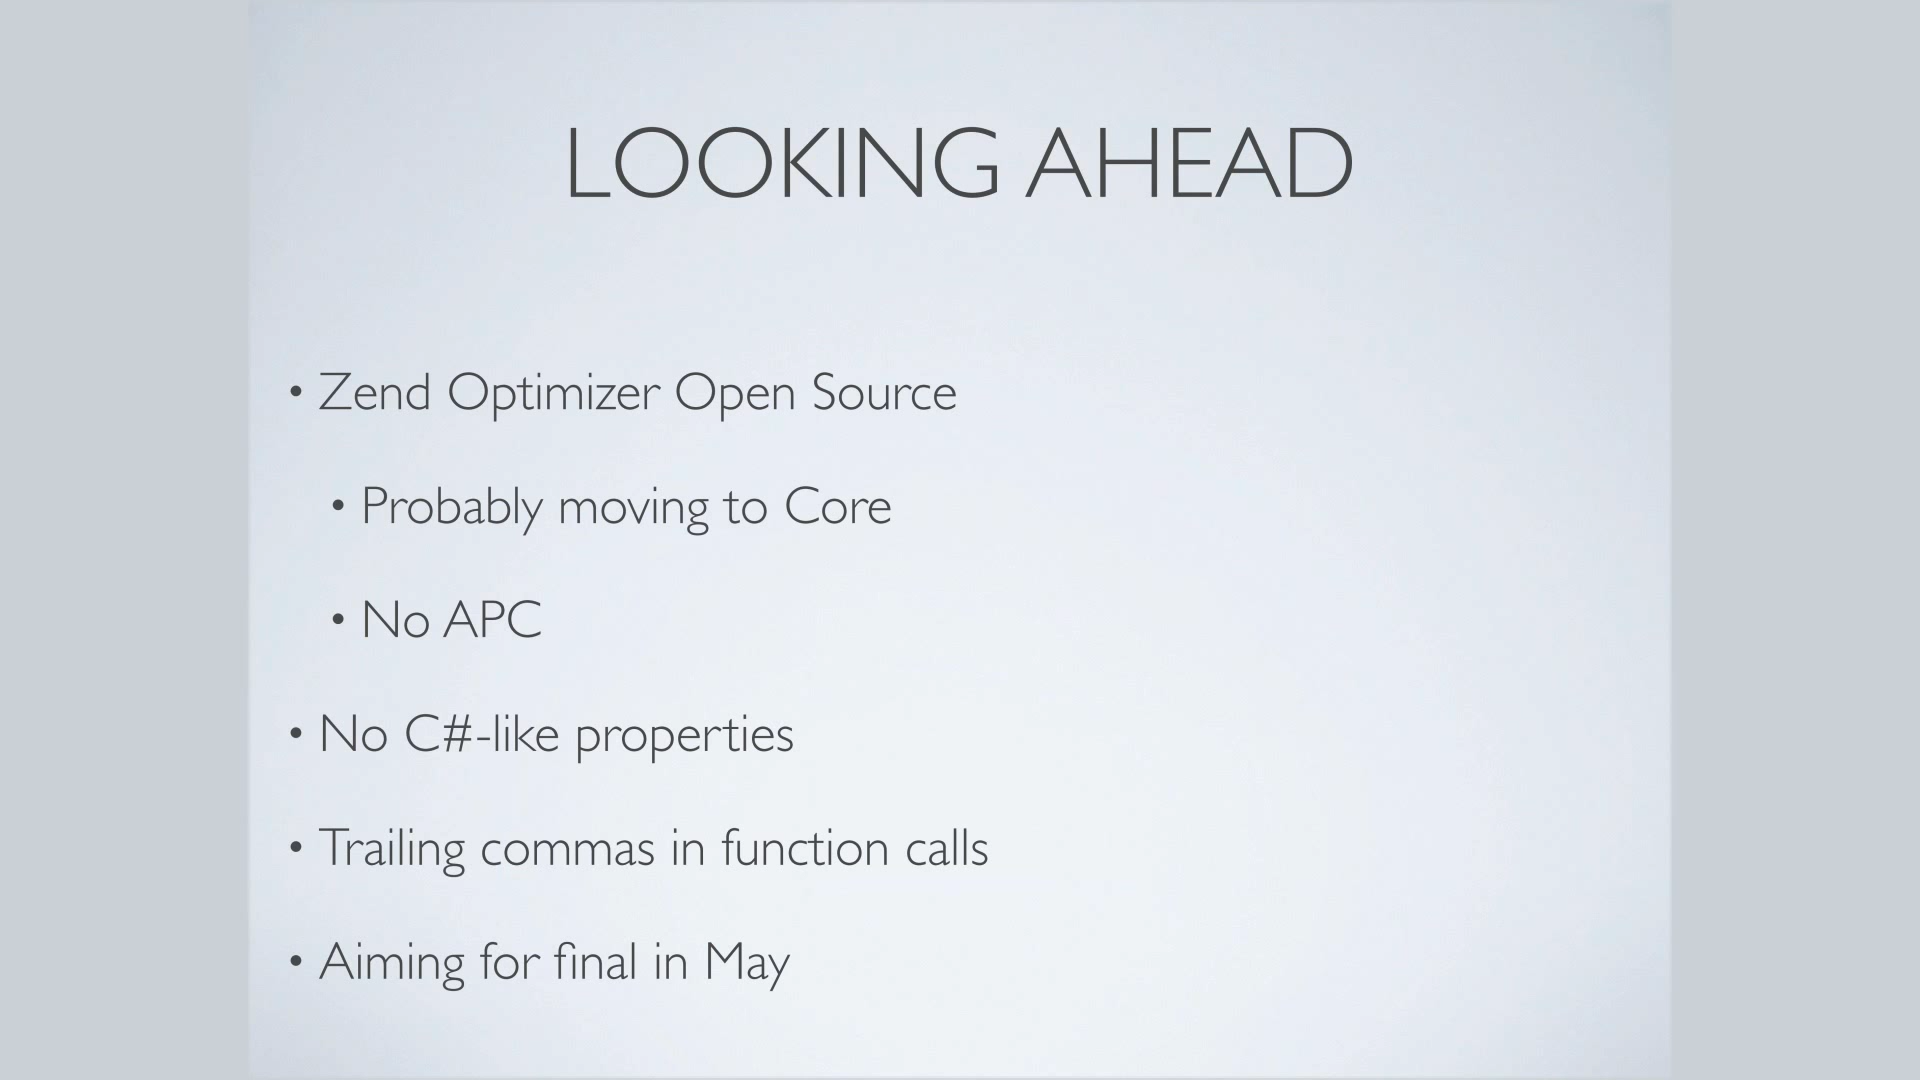 LOOKING AHEAD
• Zend Optimizer Open Source
• Probably moving to Core
• No APC
• No C#-like properties
• Trailing commas in function calls
• Aiming for final in May